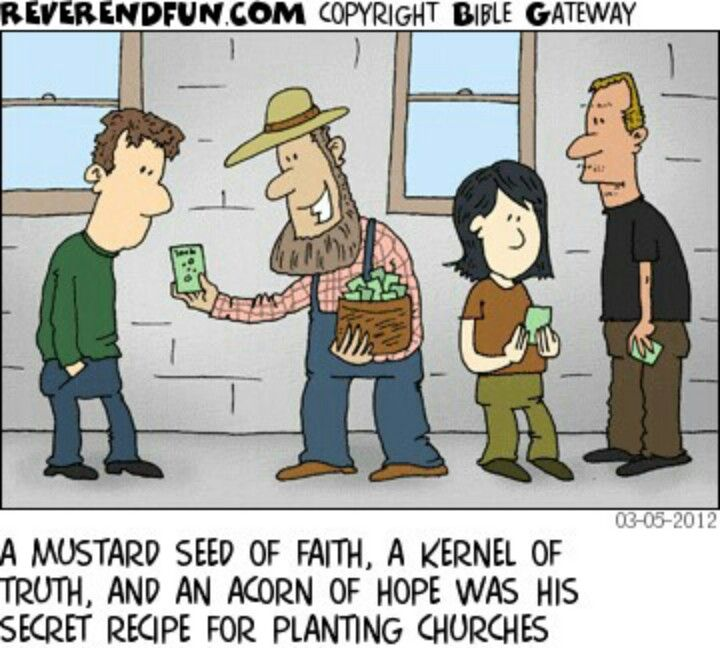 REVERENDFUN.COM COPYRIGHT BIBLE GATEWAY
03-05-2012
A MUSTARD SEED OF FAITH, A KERNEL OF
TRUTH, AND AN ACORN OF HOPE WAS HIS
SECRET RECIPE FOR PLANTING CHURCHES